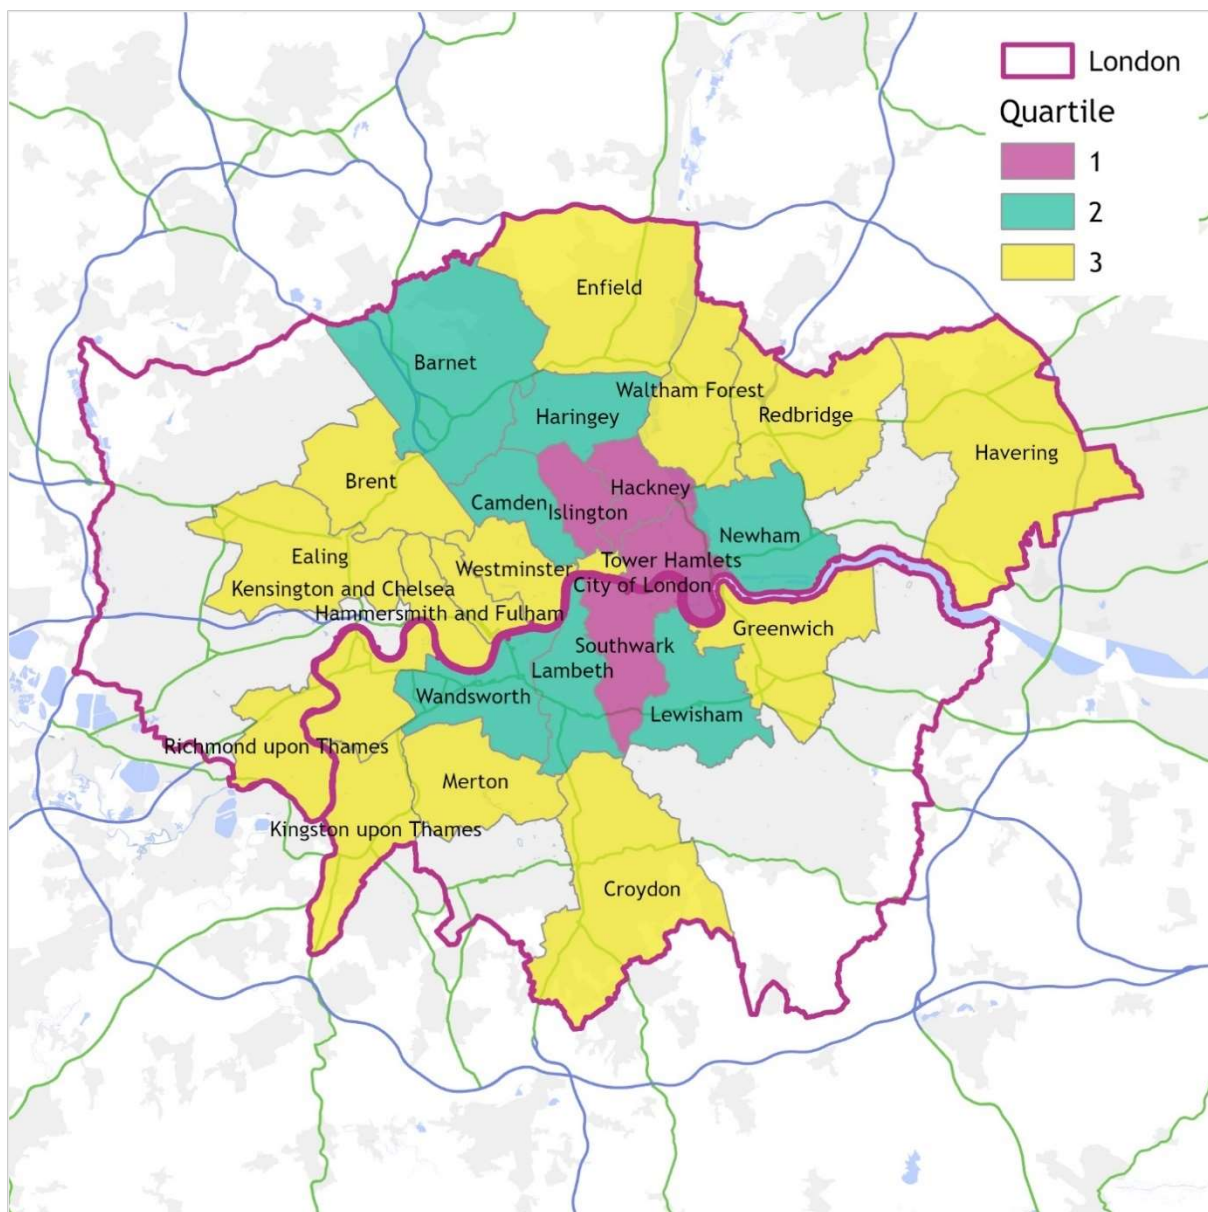 London
Quartile
1
2
3
Enfield
Barnet
Waltham Forest
Haringey
Redbridge
Havering
Brent
Hackney
Camden
Islington
Newham
Ealing
Westminster
Tower Hamlets
Kensington and Chelsea
City of London
Hammersmith and Fulham
Greenwich
Southwark
Lambeth
Wandsworth
Lewisham
Richmond upon Thames
Merton
Kingston upon Thames
Croydon